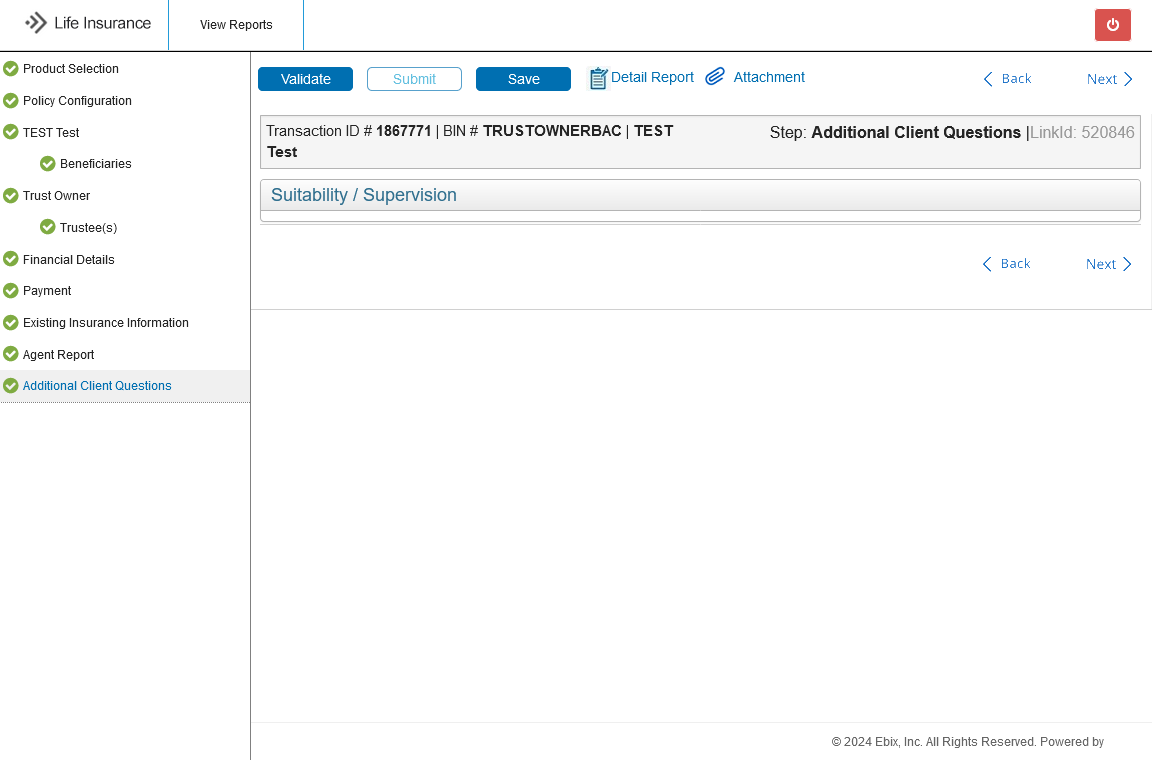 Life Insurance
View Reports
Product Selection
Policy Configuration
TEST Test
Beneficiaries
Trust Owner
Trustee(s)
Financial Details
Payment
Existing Insurance Information
Agent Report
Additional Client Questions
Validate
Submit
Save
Detail Report
Attachment
Back
Next
Transaction ID # 1867771 | BIN # TRUSTOWNERBAC | TEST
Test
Step: Additional Client Questions |LinkId: 520846
Suitability / Supervision
Back
Next
© 2024 Ebix, Inc. All Rights Reserved. Powered by